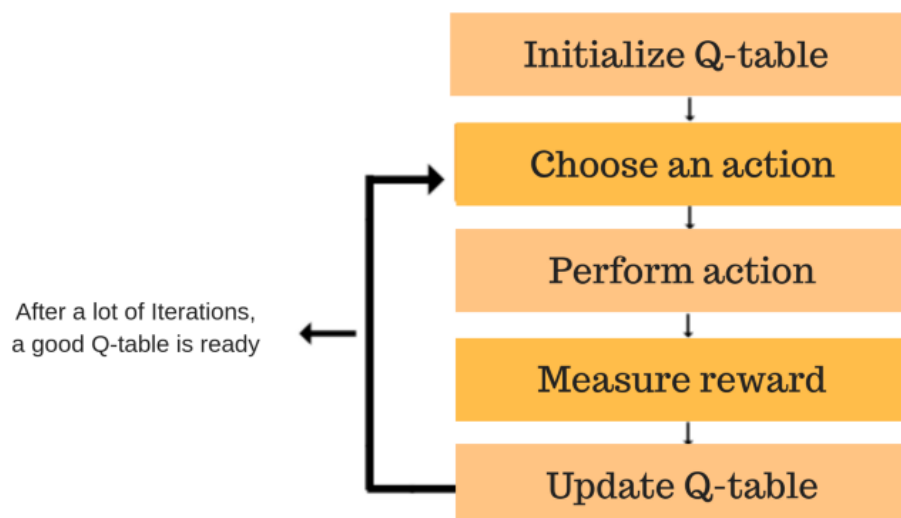 Initialize Q-table
Choose an action
Perform action
After a lot of Iterations,
a good Q-table is ready
Measure reward
Update Q-table